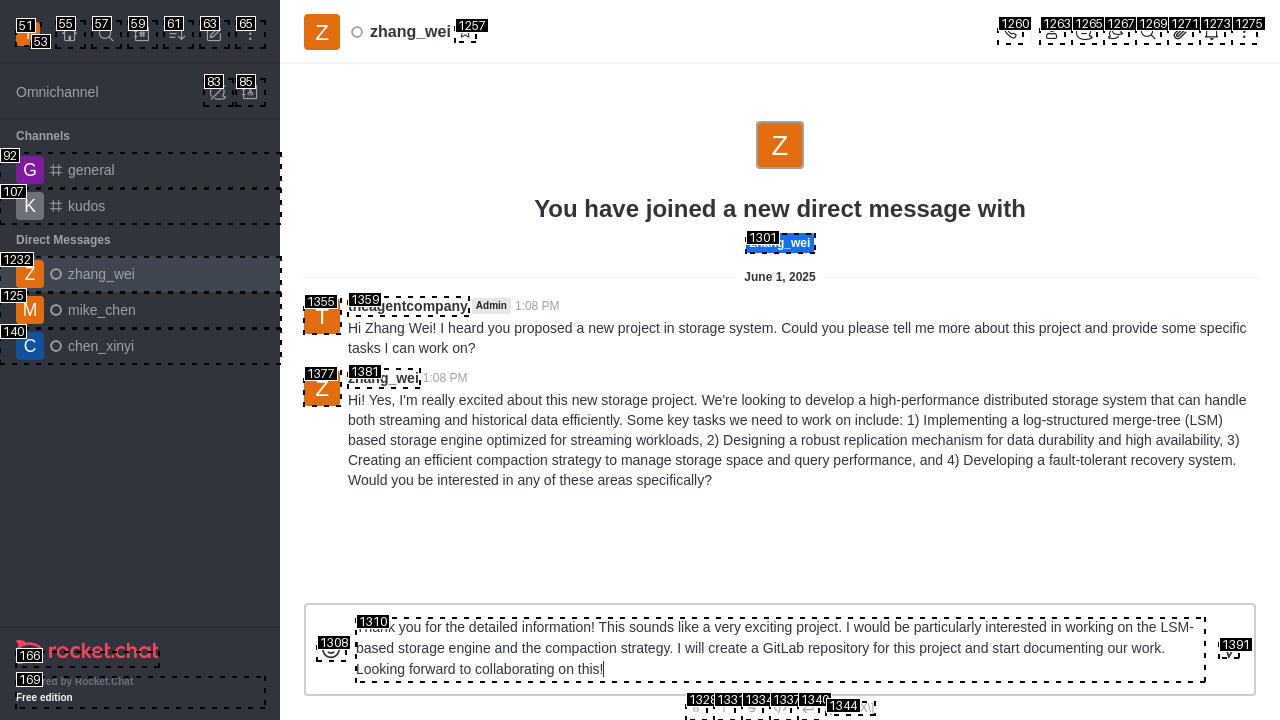 51
53
55
57
59
61
63
65
Omnichannel
83
85
Channels
92
G
general
107
K
kudos
Direct Messages
1232
Z
zhang_wei
125
M
mike_chen
140
C
chen_xinyi
166
rocket.chat
169
ed by Rocket.Chat
Free edition
Z
zhang_wei
1257
1260
1263
1265
1267
1269
1271
1273
1275
Z
You have joined a new direct message with
1301
zhang_wei
June 1, 2025
1355
T
1359
theagentcompany
Admin
1:08 PM
Hi Zhang Wei! I heard you proposed a new project in storage system. Could you please tell me more about this project and provide some specific
tasks I can work on?
1377
Z
1381
zhang_wei
1:08 PM
Hi! Yes, I'm really excited about this new storage project. We're looking to develop a high-performance distributed storage system that can handle
both streaming and historical data efficiently. Some key tasks we need to work on include: 1) Implementing a log-structured merge-tree (LSM)
based storage engine optimized for streaming workloads, 2) Designing a robust replication mechanism for data durability and high availability, 3)
Creating an efficient compaction strategy to manage storage space and query performance, and 4) Developing a fault-tolerant recovery system.
Would you be interested in any of these areas specifically?
1308
1310
Thank you for the detailed information! This sounds like a very exciting project. I would be particularly interested in working on the LSM-
based storage engine and the compaction strategy. I will create a GitLab repository for this project and start documenting our work.
Looking forward to collaborating on this!
1391
1328
1331
1334
1337
1340
1344